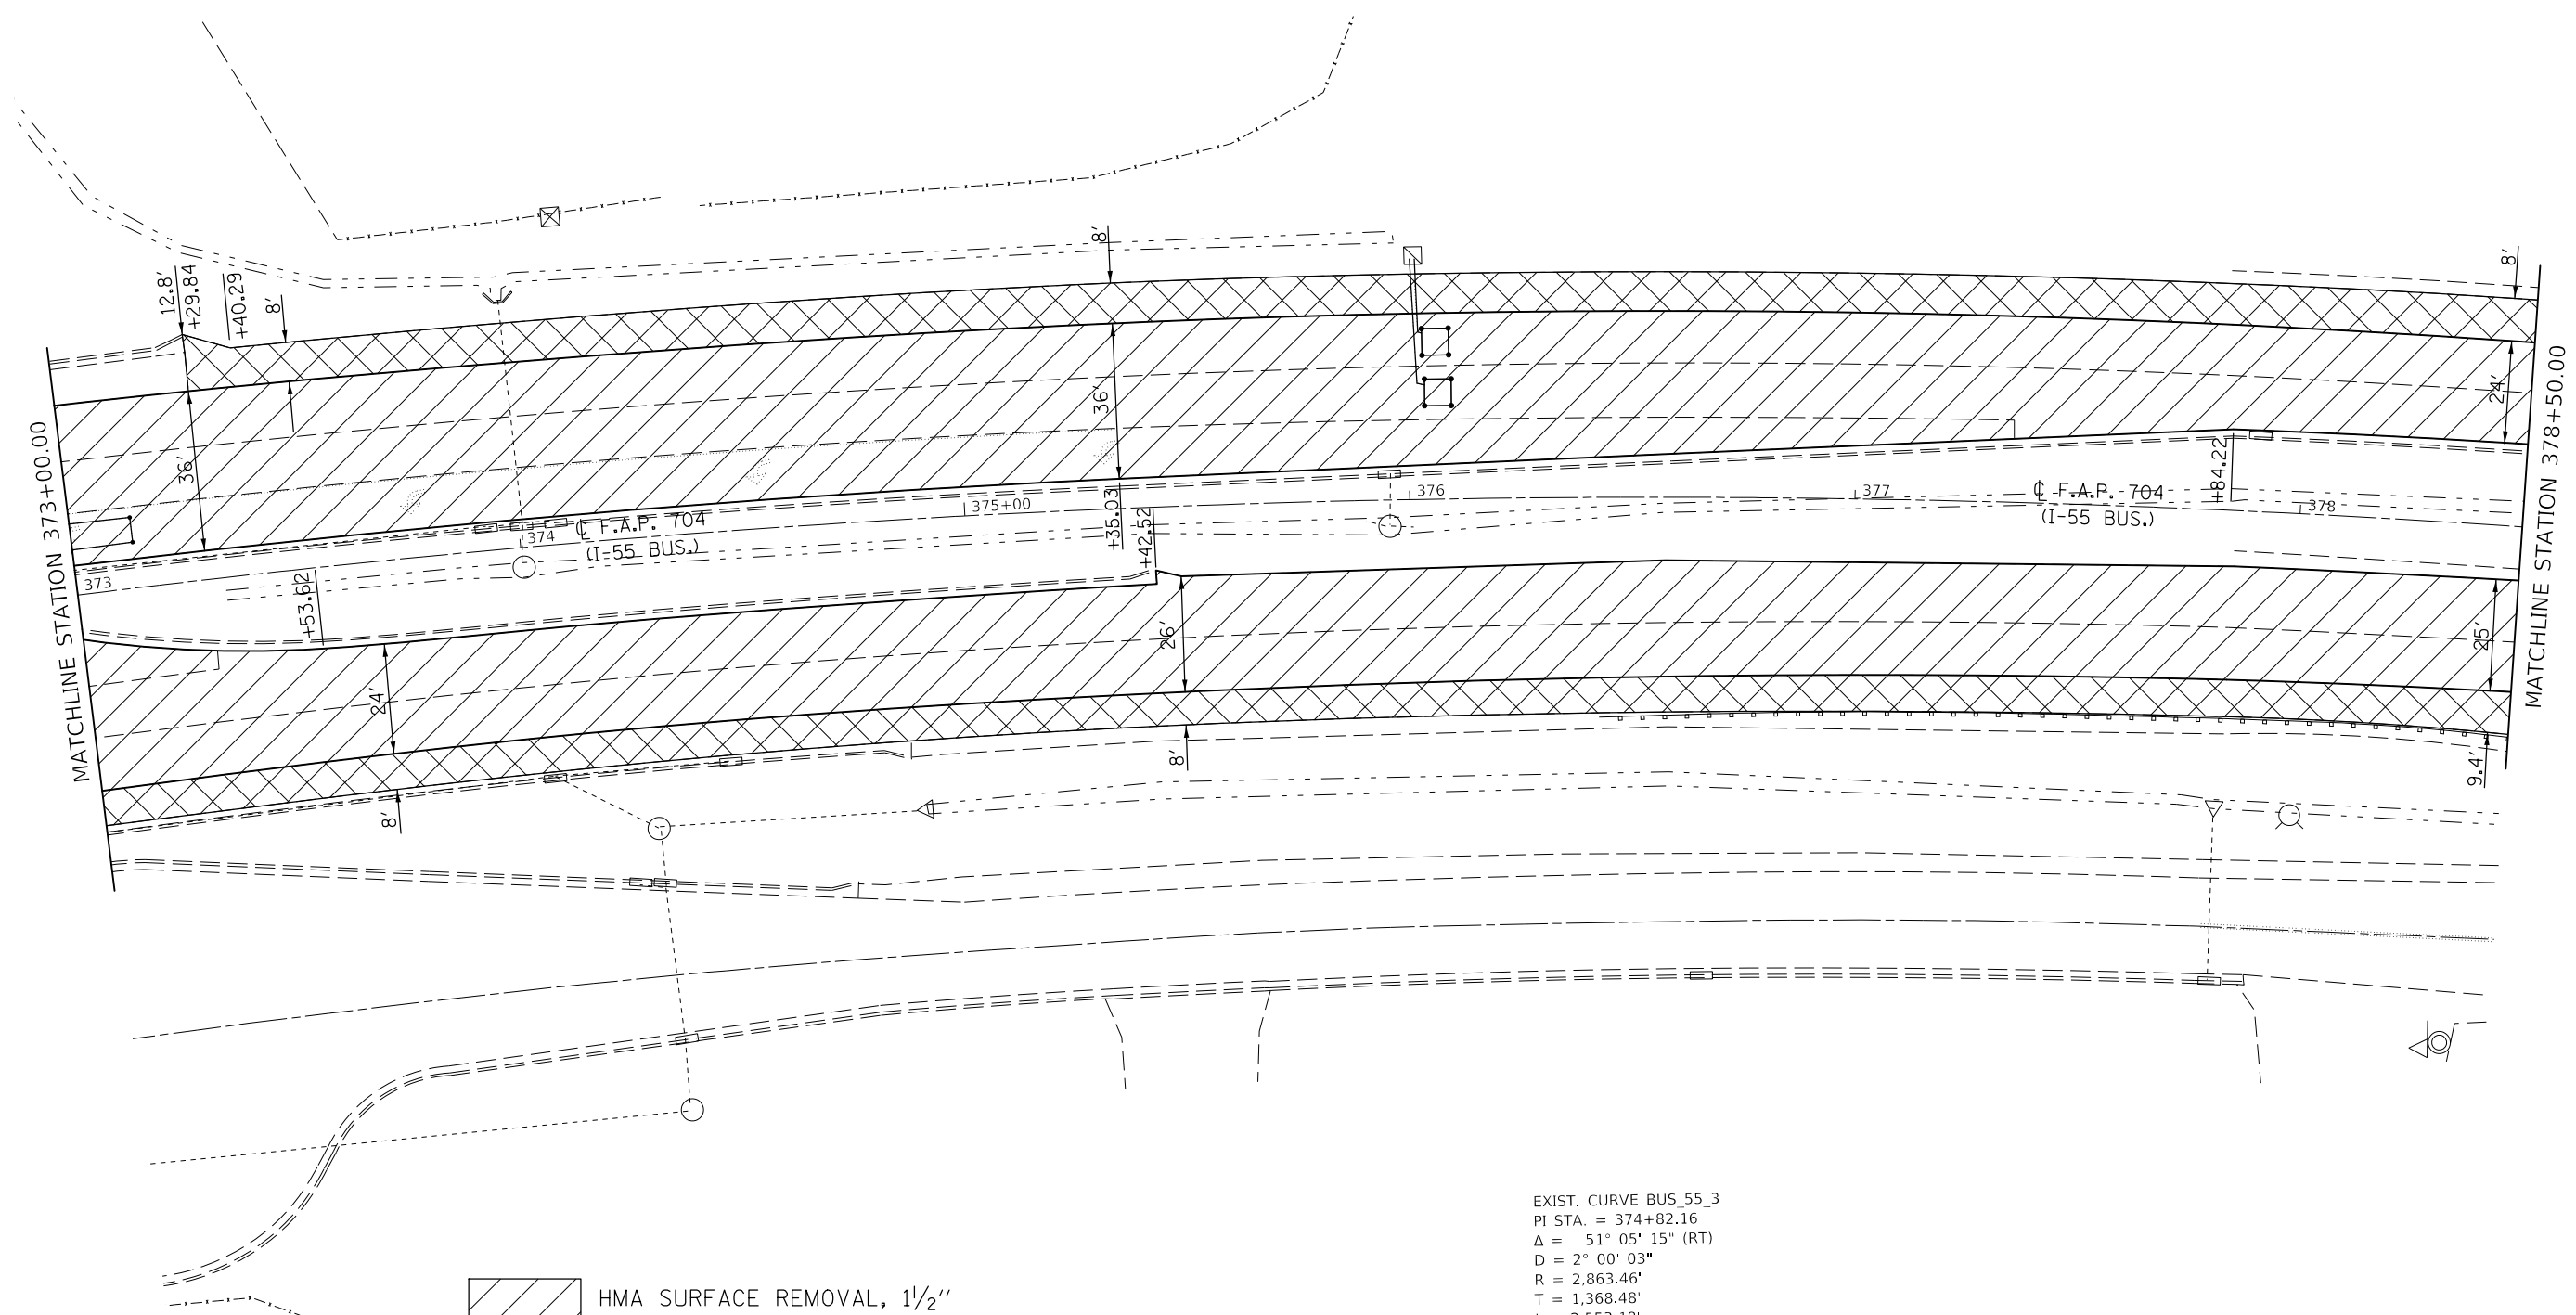 8'
8'
12.8'
+29.84
+40.29
8'
MATCHLINE STATION 373+00.00
MATCHLINE STATION 378+50.00
36'
36'
24'
373
374
℄ F.A.P. 704
(I-55 BUS.)
375+00
+35.03
+42.52
376
377
℄ F.A.P. 704
(I-55 BUS.)
+84.22
378
+53.62
24'
26'
25'
8'
8'
9.4'
EXIST. CURVE BUS_55_3
PI STA. = 374+82.16
Δ = 51° 05' 15" (RT)
D = 2° 00' 03"
R = 2,863.46'
T = 1,368.48'
HMA SURFACE REMOVAL, 1½"